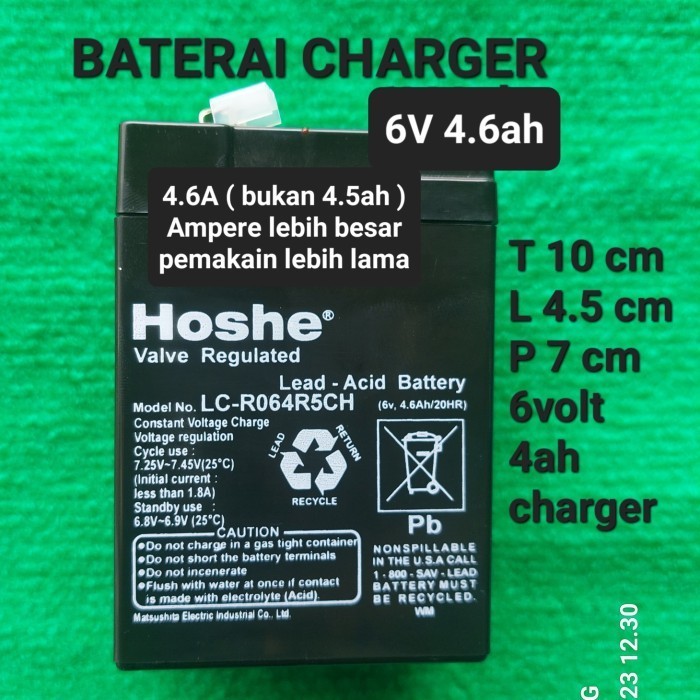 BATERAI CHARGER
6V 4.6ah
4.6A ( bukan 4.5ah )
Ampere lebih besar
pemakain lebih lama
T 10 cm
L 4.5 cm
P 7 cm
6volt
4ah
charger
Hoshe®
Valve Regulated
Lead - Acid Battery
Model No. LC-R064R5CH (6v, 4.6Ah/20HR)
Constant Voltage Charge
Voltage regulation
Cycle use :
7.25V~7.45V(25°C)
(Initial current :
less than 1.8A)
Standby use :
6.8V~6.9V (25°C)
LEAD
RETURN
RECYCLE
Pb
CAUTION
●Do not charge in a gas tight container
●Do not short the battery terminals
●Do not incenerate
●Flush with water at once if contact
is made with electrolyte (Acid).
Matsushita Electric Industrial Co.. Ltd.
NONSPILLABLE
IN THE U.S.A CALL
1 - 800 - SAV - LEAD
BATTERY MUST
BE RECYCLED.
WM
G
23 12.30